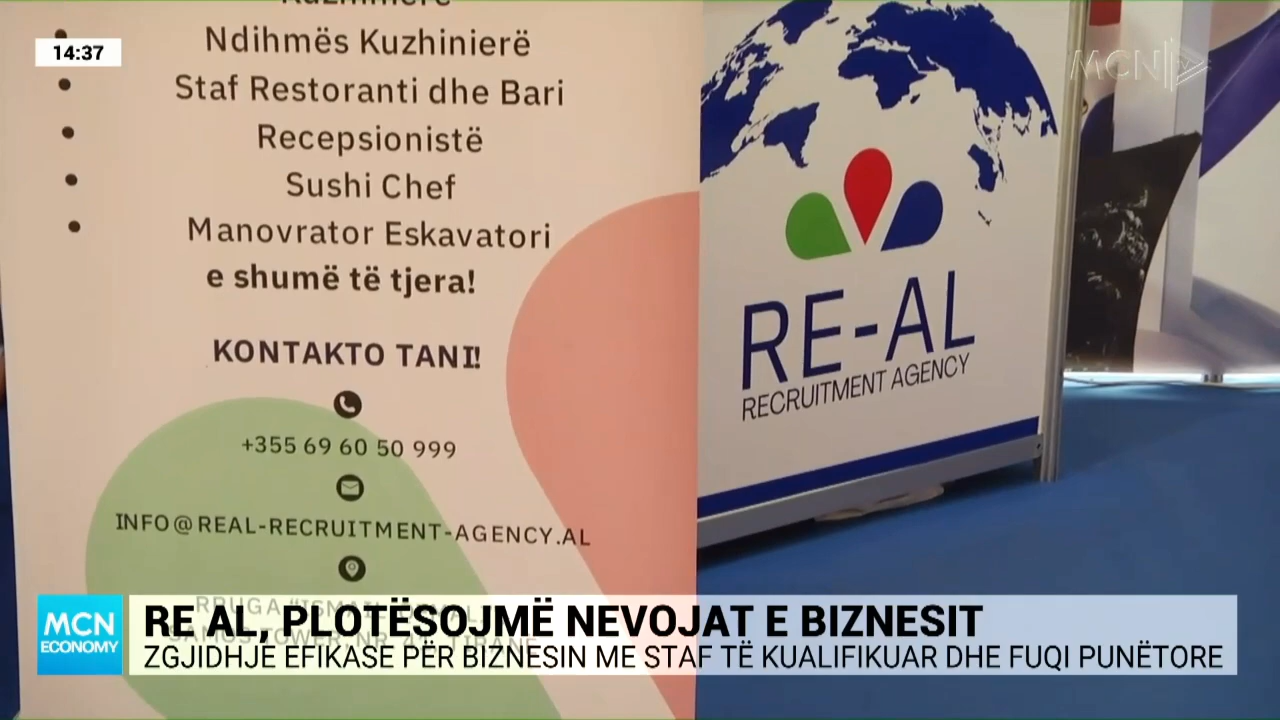 14:37
Ndihmës Kuzhinierë
Staf Restoranti dhe Bari
Recepsionistë
Sushi Chef
Manovrator Eskavatori
e shumë të tjera!
KONTAKTO TANI!
+355 69 60 50 999
INFO@REAL-RECRUITMENT-AGENCY.AL
MCN
RE-AL
RECRUITMENT AGENCY
MCN
ECONOMY
RE AL, PLOTËSOJMË NEVOJAT E BIZNESIT
ZGJIDHJE EFIKASE PËR BIZNESIN ME STAF TË KUALIFIKUAR DHE FUQI PUNËTORE